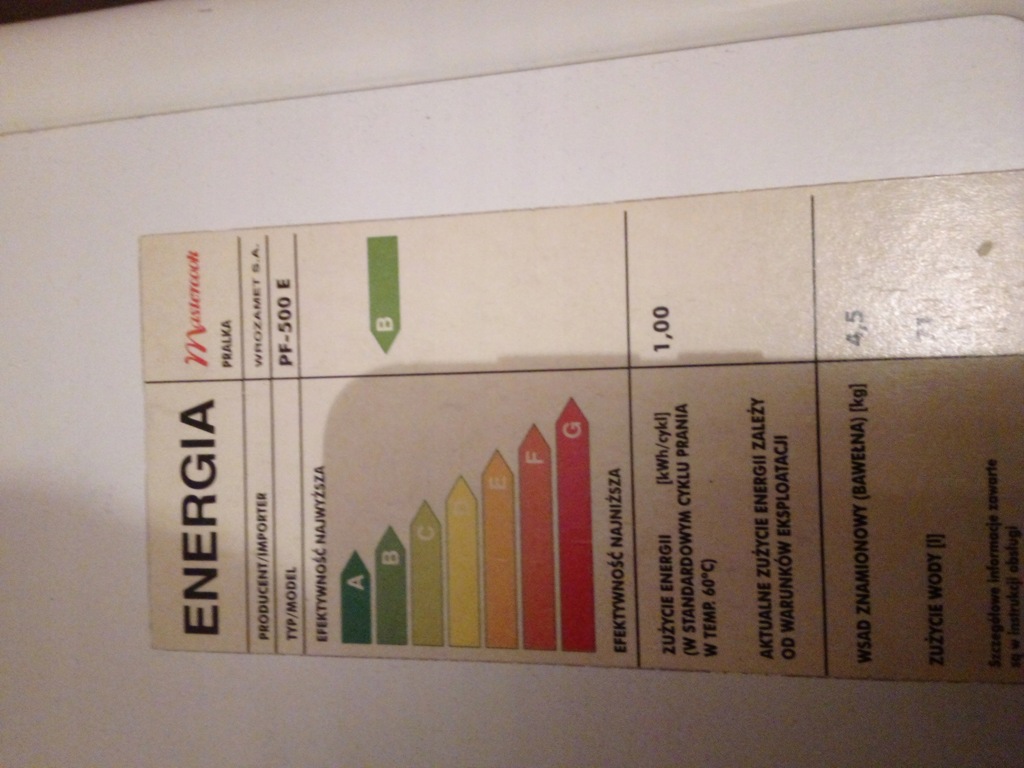 ENERGIA
Mastercook
PRALKA
PRODUCENT/IMPORTER WROZAMET S.A.
TYP/MODEL PF-500 E
EFEKTYWNOŚĆ NAJWYŻSZA
A
B B
C
D
E
F
G
EFEKTYWNOŚĆ NAJNIŻSZA
ZUŻYCIE ENERGII [kWh/cykl] 1,00
(W STANDARDOWYM CYKLU PRANIA
W TEMP. 60°C)
AKTUALNE ZUŻYCIE ENERGII ZALEŻY
OD WARUNKÓW EKSPLOATACJI
WSAD ZNAMIONOWY (BAWEŁNA) [kg] 4,5
ZUŻYCIE WODY [l] 71
Szczegółowe informacje zawarte
są w instrukcji obsługi